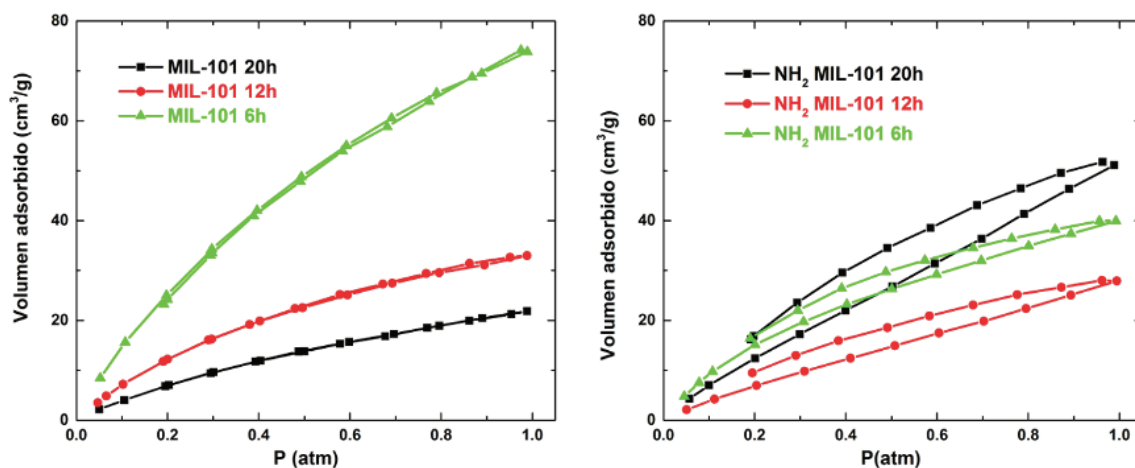 80
60
40
20
0
Volumen adsorbido (cm³/g)
MIL-101 20h
MIL-101 12h
MIL-101 6h
0.0 0.2 0.4 0.6 0.8 1.0
P (atm)
80
60
40
20
0
Volumen adsorbido (cm³/g)
NH₂ MIL-101 20h
NH₂ MIL-101 12h
NH₂ MIL-101 6h
0.0 0.2 0.4 0.6 0.8 1.0
P(atm)